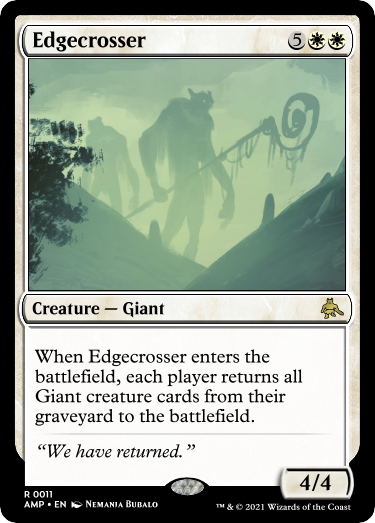 Edgecrosser 5
Creature — Giant
When Edgecrosser enters the
battlefield, each player returns all
Giant creature cards from their
graveyard to the battlefield.
“We have returned.”
4/4
R 0011
AMP • EN Nemanja Bubalo
™ & © 2021 Wizards of the Coast